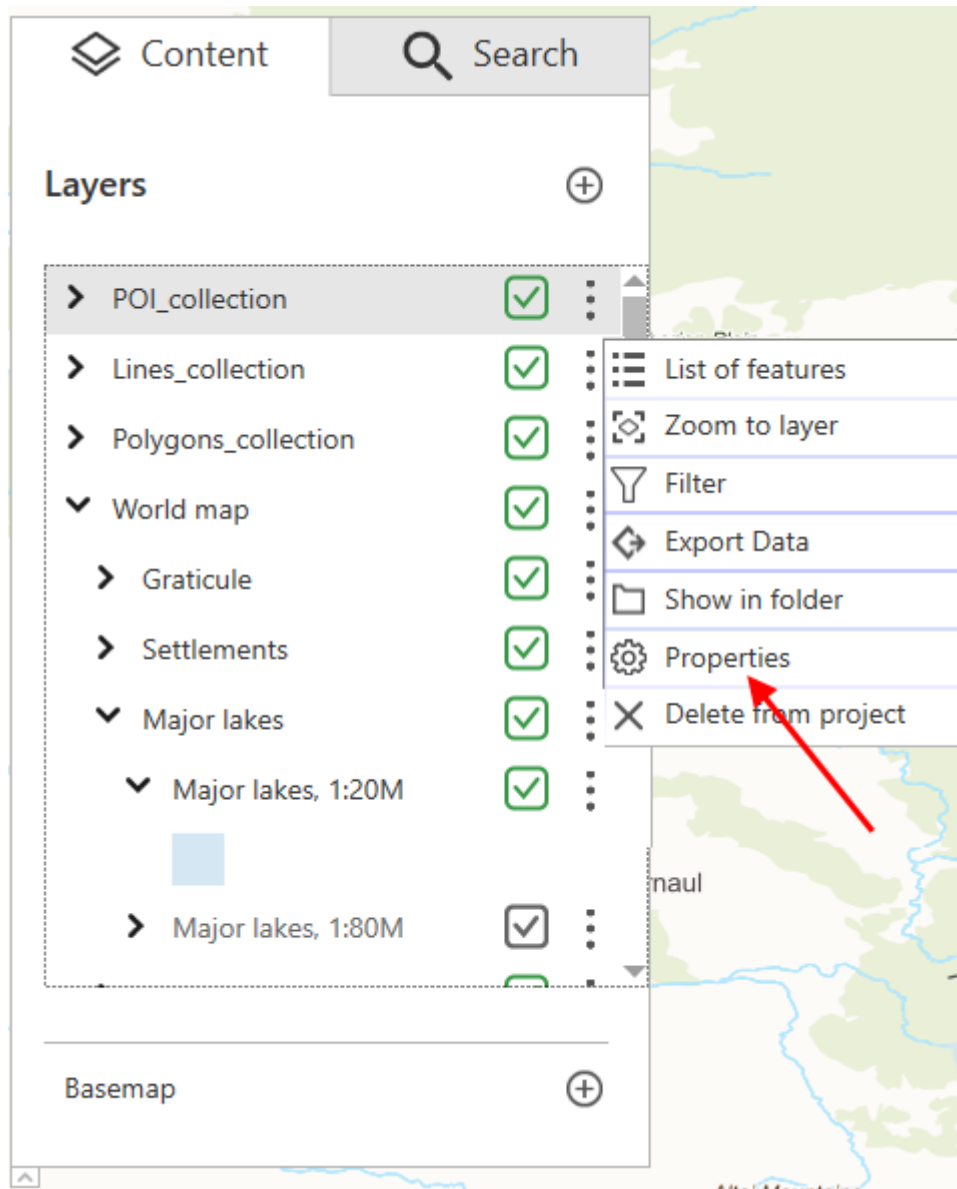 Content
Search
Layers
POI_collection
Lines_collection
Polygons_collection
World map
Graticule
Settlements
Major lakes
Major lakes, 1:20M
Major lakes, 1:80M
Basemap
List of features
Zoom to layer
Filter
Export Data
Show in folder
Properties
Delete from project
naul